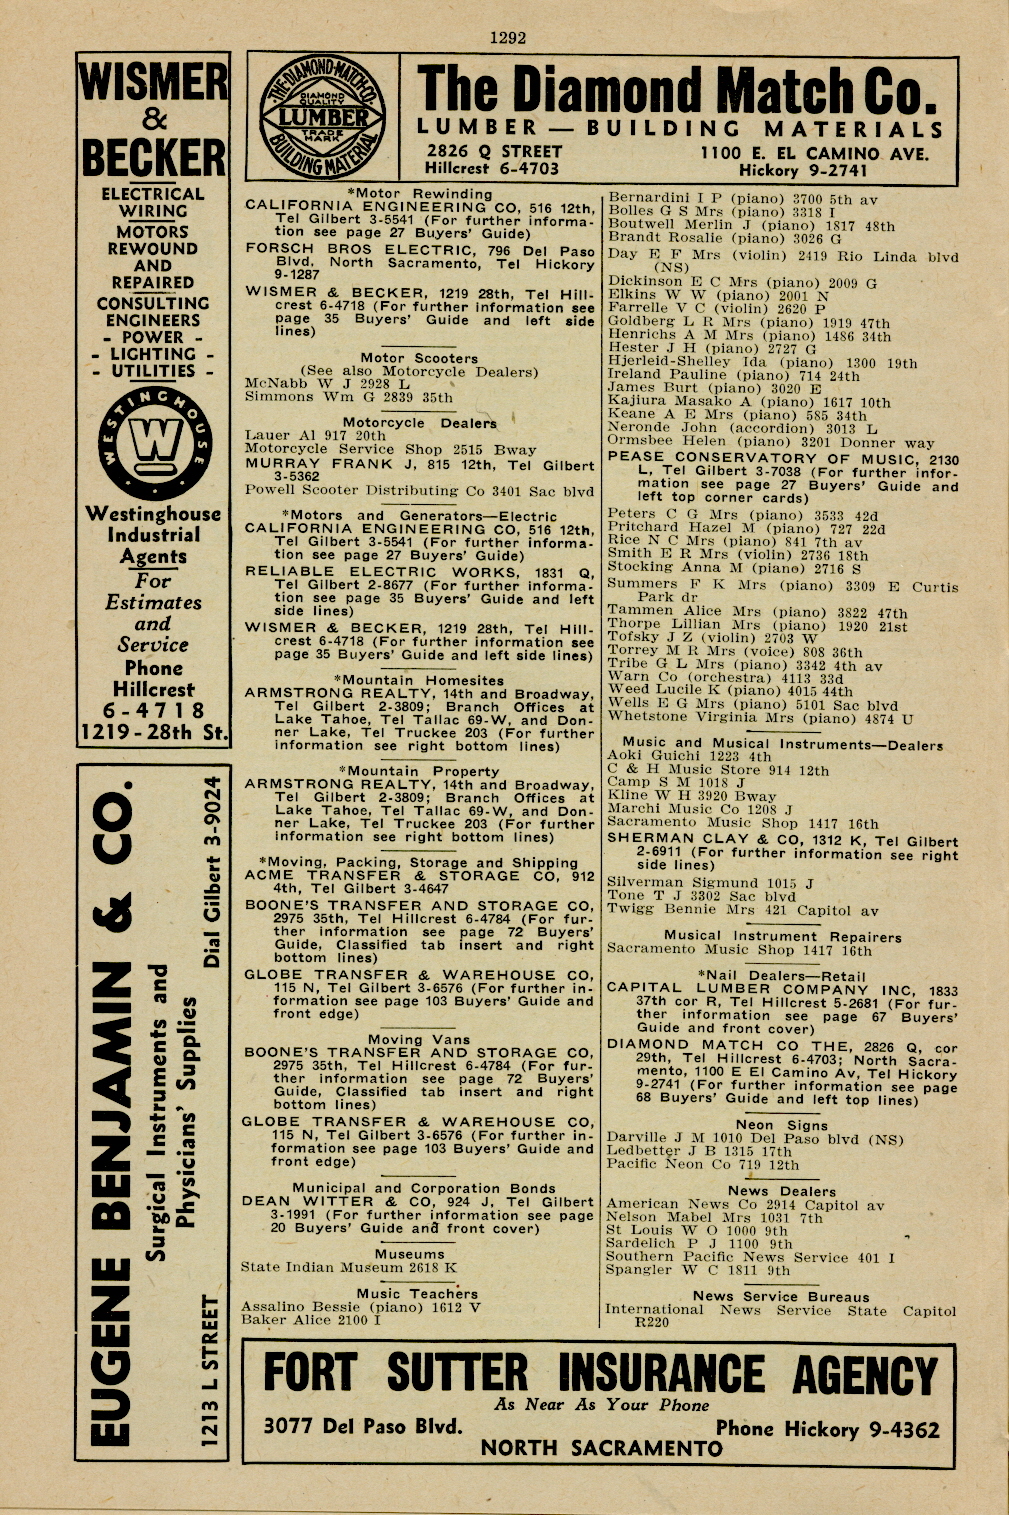 1292
WISMER
&
BECKER
ELECTRICAL
WIRING
MOTORS
REWOUND
AND
REPAIRED
CONSULTING
ENGINEERS
- POWER -
- LIGHTING -
- UTILITIES -
WESTINGHOUSE
W
Westinghouse
Industrial
Agents
For
Estimates
and
Service
Phone
Hillcrest
6-4718
1219-28th St.
EUGENE BENJAMIN & CO.
Surgical Instruments and
Physicians' Supplies
1213 L STREET Dial Gilbert 3-9024
THE DIAMOND MATCH CO.
DIAMOND
QUALITY
LUMBER
TRADE
MARK
BUILDING MATERIAL
The Diamond Match Co.
LUMBER — BUILDING MATERIALS
2826 Q STREET 1100 E. EL CAMINO AVE.
Hillcrest 6-4703 Hickory 9-2741
*Motor Rewinding
CALIFORNIA ENGINEERING CO, 516 12th,
Tel Gilbert 3-5541 (For further informa-
tion see page 27 Buyers' Guide)
FORSCH BROS ELECTRIC, 796 Del Paso
Blvd, North Sacramento, Tel Hickory
9-1287
WISMER & BECKER, 1219 28th, Tel Hill-
crest 6-4718 (For further information see
page 35 Buyers' Guide and left side
lines)
Motor Scooters
(See also Motorcycle Dealers)
McNabb W J 2928 L
Simmons Wm G 2839 35th
Motorcycle Dealers
Lauer Al 917 20th
Motorcycle Service Shop 2515 Bway
MURRAY FRANK J, 815 12th, Tel Gilbert
3-5362
Powell Scooter Distributing Co 3401 Sac blvd
*Motors and Generators—Electric
CALIFORNIA ENGINEERING CO, 516 12th,
Tel Gilbert 3-5541 (For further informa-
tion see page 27 Buyers' Guide)
RELIABLE ELECTRIC WORKS, 1831 Q,
Tel Gilbert 2-8677 (For further informa-
tion see page 35 Buyers' Guide and left
side lines)
WISMER & BECKER, 1219 28th, Tel Hill-
crest 6-4718 (For further information see
page 35 Buyers' Guide and left side lines)
*Mountain Homesites
ARMSTRONG REALTY, 14th and Broadway,
Tel Gilbert 2-3809; Branch Offices at
Lake Tahoe, Tel Tallac 69-W, and Don-
ner Lake, Tel Truckee 203 (For further
information see right bottom lines)
*Mountain Property
ARMSTRONG REALTY, 14th and Broadway,
Tel Gilbert 2-3809; Branch Offices at
Lake Tahoe, Tel Tallac 69-W, and Don-
ner Lake, Tel Truckee 203 (For further
information see right bottom lines)
*Moving, Packing, Storage and Shipping
ACME TRANSFER & STORAGE CO, 912
4th, Tel Gilbert 3-4647
BOONE'S TRANSFER AND STORAGE CO,
2975 35th, Tel Hillcrest 6-4784 (For fur-
ther information see page 72 Buyers'
Guide, Classified tab insert and right
bottom lines)
GLOBE TRANSFER & WAREHOUSE CO,
115 N, Tel Gilbert 3-6576 (For further in-
formation see page 103 Buyers' Guide and
front edge)
Moving Vans
BOONE'S TRANSFER AND STORAGE CO,
2975 35th, Tel Hillcrest 6-4784 (For fur-
ther information see page 72 Buyers'
Guide, Classified tab insert and right
bottom lines)
GLOBE TRANSFER & WAREHOUSE CO,
115 N, Tel Gilbert 3-6576 (For further in-
formation see page 103 Buyers' Guide and
front edge)
Municipal and Corporation Bonds
DEAN WITTER & CO, 924 J, Tel Gilbert
3-1991 (For further information see page
20 Buyers' Guide and front cover)
Museums
State Indian Museum 2618 K
Music Teachers
Assalino Bessie (piano) 1612 V
Baker Alice 2100 I
Bernardini I P (piano) 3700 5th av
Bolles G S Mrs (piano) 3318 I
Boutwell Merlin J (piano) 1817 48th
Brandt Rosalie (piano) 3026 G
Day E F Mrs (violin) 2419 Rio Linda blvd
(NS)
Dickinson E C Mrs (piano) 2009 G
Elkins W W (piano) 2001 N
Farrelle V C (violin) 2620 P
Goldberg L R Mrs (piano) 1919 47th
Henrichs A M Mrs (piano) 1486 34th
Hester J H (piano) 2727 G
Hjerleid-Shelley Ida (piano) 1300 19th
Ireland Pauline (piano) 714 24th
James Burt (piano) 3020 E
Kajiura Masako A (piano) 1617 10th
Keane A E Mrs (piano) 585 34th
Neronde John (accordion) 3013 L
Ormsbee Helen (piano) 3201 Donner way
PEASE CONSERVATORY OF MUSIC, 2130
L, Tel Gilbert 3-7038 (For further infor-
mation see page 27 Buyers' Guide and
left top corner cards)
Peters C G Mrs (piano) 3533 42d
Pritchard Hazel M (piano) 727 22d
Rice N C Mrs (piano) 841 7th av
Smith E R Mrs (violin) 2736 18th
Stocking Anna M (piano) 2716 S
Summers F K Mrs (piano) 3309 E Curtis
Park dr
Tammen Alice Mrs (piano) 3822 47th
Thorpe Lillian Mrs (piano) 1920 21st
Tofsky J Z (violin) 2703 W
Torrey M R Mrs (voice) 808 36th
Tribe G L Mrs (piano) 3342 4th av
Warn Co (orchestra) 4113 33d
Weed Lucile K (piano) 4015 44th
Wells E G Mrs (piano) 5101 Sac blvd
Whetstone Virginia Mrs (piano) 4874 U
Music and Musical Instruments—Dealers
Aoki Guichi 1223 4th
C & H Music Store 914 12th
Camp S M 1018 J
Kline W H 3920 Bway
Marchi Music Co 1208 J
Sacramento Music Shop 1417 16th
SHERMAN CLAY & CO, 1312 K, Tel Gilbert
2-6911 (For further information see right
side lines)
Silverman Sigmund 1015 J
Tone T J 3302 Sac blvd
Twigg Bennie Mrs 421 Capitol av
Musical Instrument Repairers
Sacramento Music Shop 1417 16th
*Nail Dealers—Retail
CAPITAL LUMBER COMPANY INC, 1833
37th cor R, Tel Hillcrest 5-2681 (For fur-
ther information see page 67 Buyers'
Guide and front cover)
DIAMOND MATCH CO THE, 2826 Q, cor
29th, Tel Hillcrest 6-4703; North Sacra-
mento, 1100 E El Camino Av, Tel Hickory
9-2741 (For further information see page
68 Buyers' Guide and left top lines)
Neon Signs
Darville J M 1010 Del Paso blvd (NS)
Ledbetter J B 1315 17th
Pacific Neon Co 719 12th
News Dealers
American News Co 2914 Capitol av
Nelson Mabel Mrs 1031 7th
St Louis W O 1000 9th
Sardelich P J 1100 9th
Southern Pacific News Service 401 I
Spangler W C 1811 9th
News Service Bureaus
International News Service State Capitol
R220
FORT SUTTER INSURANCE AGENCY
As Near As Your Phone
3077 Del Paso Blvd. Phone Hickory 9-4362
NORTH SACRAMENTO